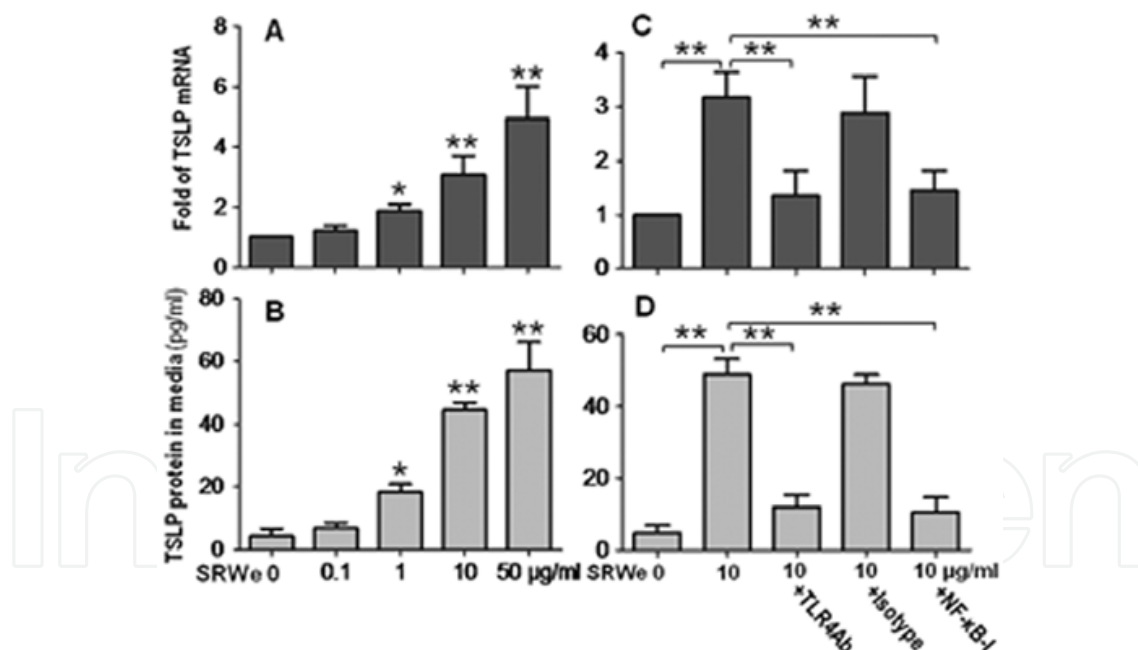 A
Fold of TSLP mRNA
8
6
4
2
0
*
**
**
C
4
3
2
1
0
**
**
**
B
TSLP protein in media (pg/ml)
80
60
40
20
0
*
**
**
SRWe 0 0.1 1 10 50 µg/ml
D
60
40
20
0
**
**
**
SRWe 0 10 10 10 10 µg/ml
+TLR4Ab
+Isotype
+NF-κB-I